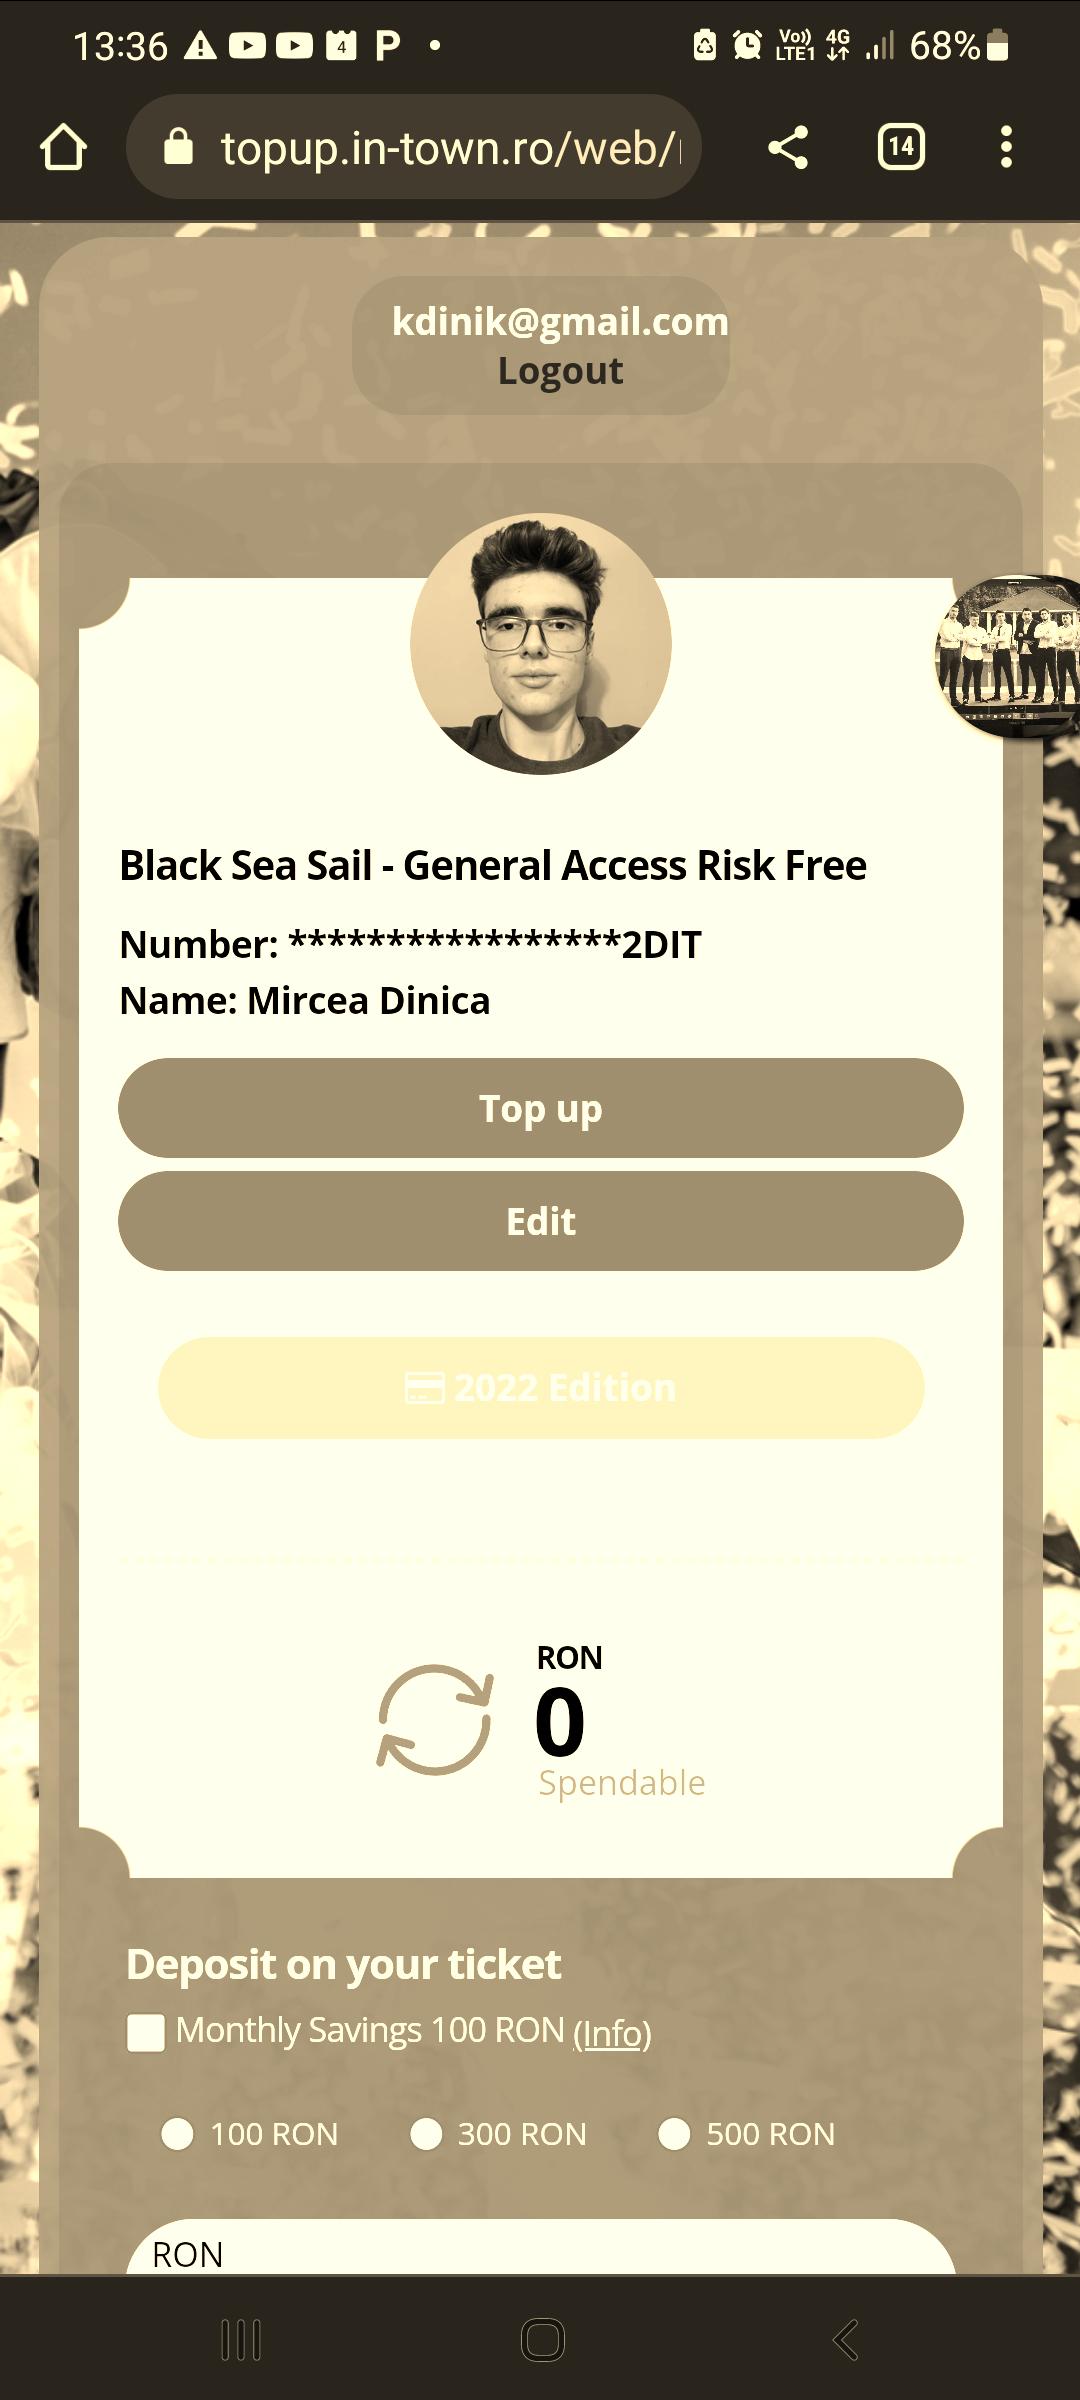 13:36 4 P Vo)) LTE1 4G 68%
topup.in-town.ro/web/
14
kdinik@gmail.com
Logout
Black Sea Sail - General Access Risk Free
Number: *****************2DIT
Name: Mircea Dinica
Top up
Edit
2022 Edition
RON
0
Spendable
Deposit on your ticket
Monthly Savings 100 RON (Info)
100 RON 300 RON 500 RON
RON